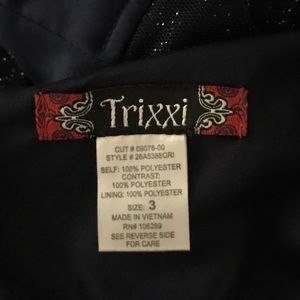 Trixxi
CUT # 09076-00
STYLE # 26A5385QRI
SELF: 100% POLYESTER
CONTRAST:
100% POLYESTER
LINING: 100% POLYESTER
SIZE: 3
MADE IN VIETNAM
RN# 106289
SEE REVERSE SIDE
FOR CARE